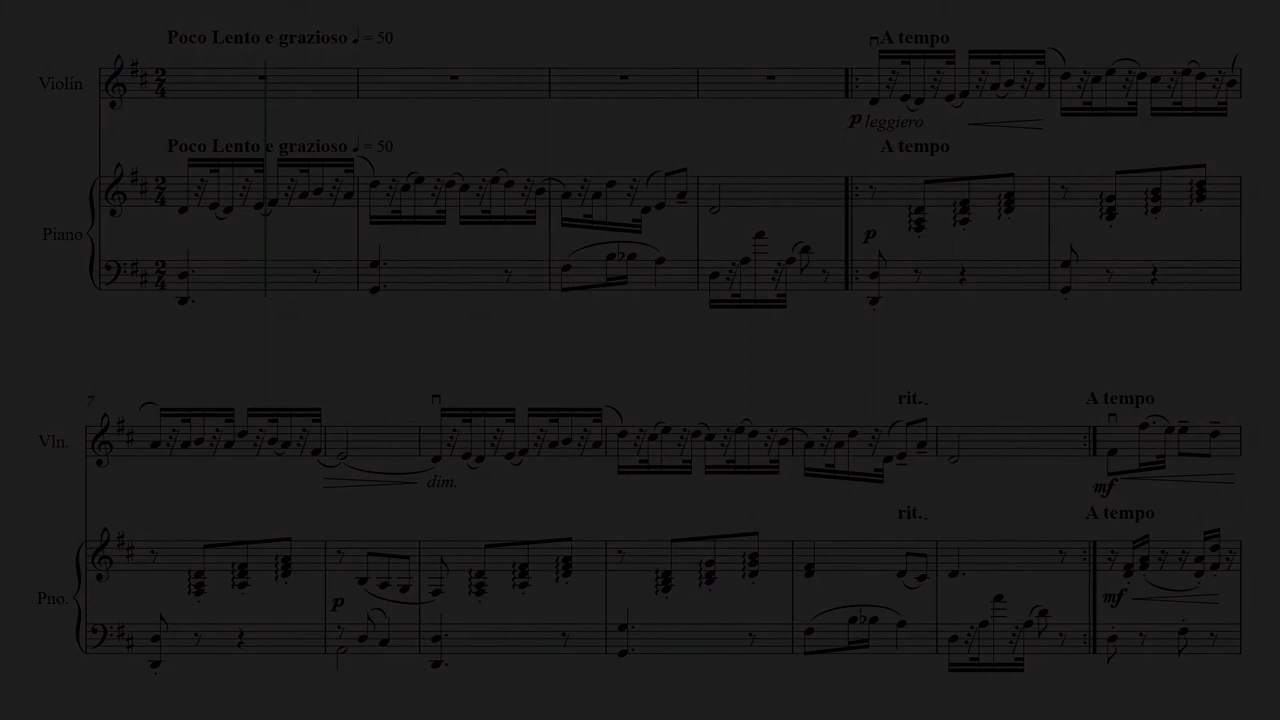 Poco Lento e grazioso ♩ = 50 A tempo
Violín
p leggiero
Poco Lento e grazioso ♩ = 50 A tempo
Piano
p
7 rit. A tempo
Vln.
dim. mf
rit. A tempo
Pno.
p mf